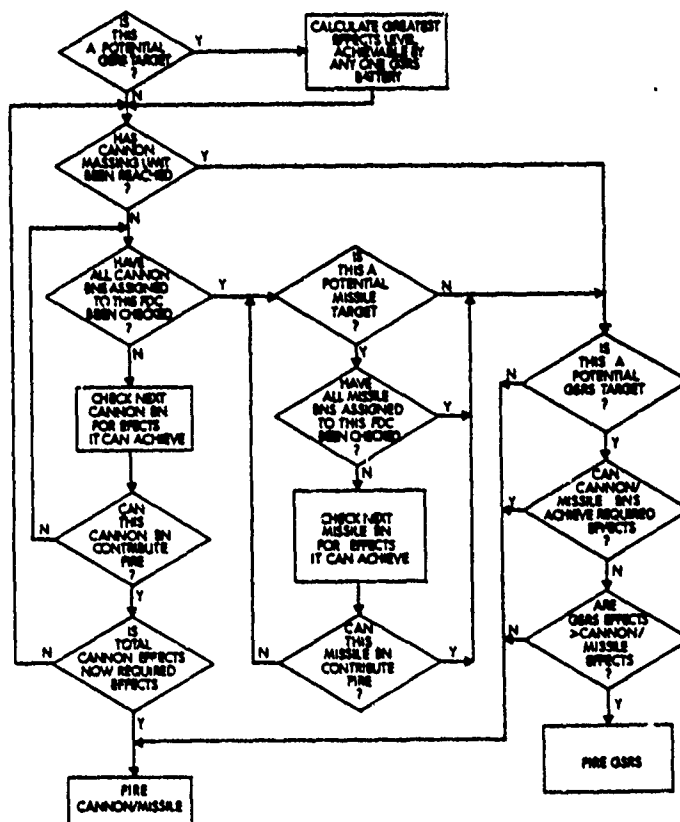 IS
THIS
A POTENTIAL
GSRS TARGET
?
Y
N
CALCULATE GREATEST
EFFECTS LEVEL
ACHIEVABLE BY
ANY ONE GSRS
BATTERY
HAS
CANNON
MASSING LIMIT
BEEN REACHED
?
Y
N
HAVE
ALL CANNON
BNS ASSIGNED
TO THIS FDC
BEEN CHECKED
?
Y
N
IS
THIS A
POTENTIAL
MISSILE
TARGET
?
N
Y
CHECK NEXT
CANNON BN
FOR EFFECTS
IT CAN ACHIEVE
HAVE
ALL MISSILE
BNS ASSIGNED
TO THIS FDC
BEEN CHECKED
?
Y
N
IS
THIS A
POTENTIAL
GSRS TARGET
?
N
Y
CAN
THIS
CANNON BN
CONTRIBUTE
FIRE
?
N
Y
CHECK NEXT
MISSILE BN
FOR EFFECTS
IT CAN ACHIEVE
CAN
CANNON/
MISSILE BNS
ACHIEVE REQUIRED
EFFECTS
?
Y
N
IS
TOTAL
CANNON EFFECTS
NOW REQUIRED
EFFECTS
N
Y
CAN
THIS
MISSILE BN
CONTRIBUTE
FIRE
?
N
Y
ARE
GSRS EFFECTS
>CANNON/
MISSILE
EFFECTS
?
N
Y
FIRE
CANNON/MISSILE
FIRE GSRS